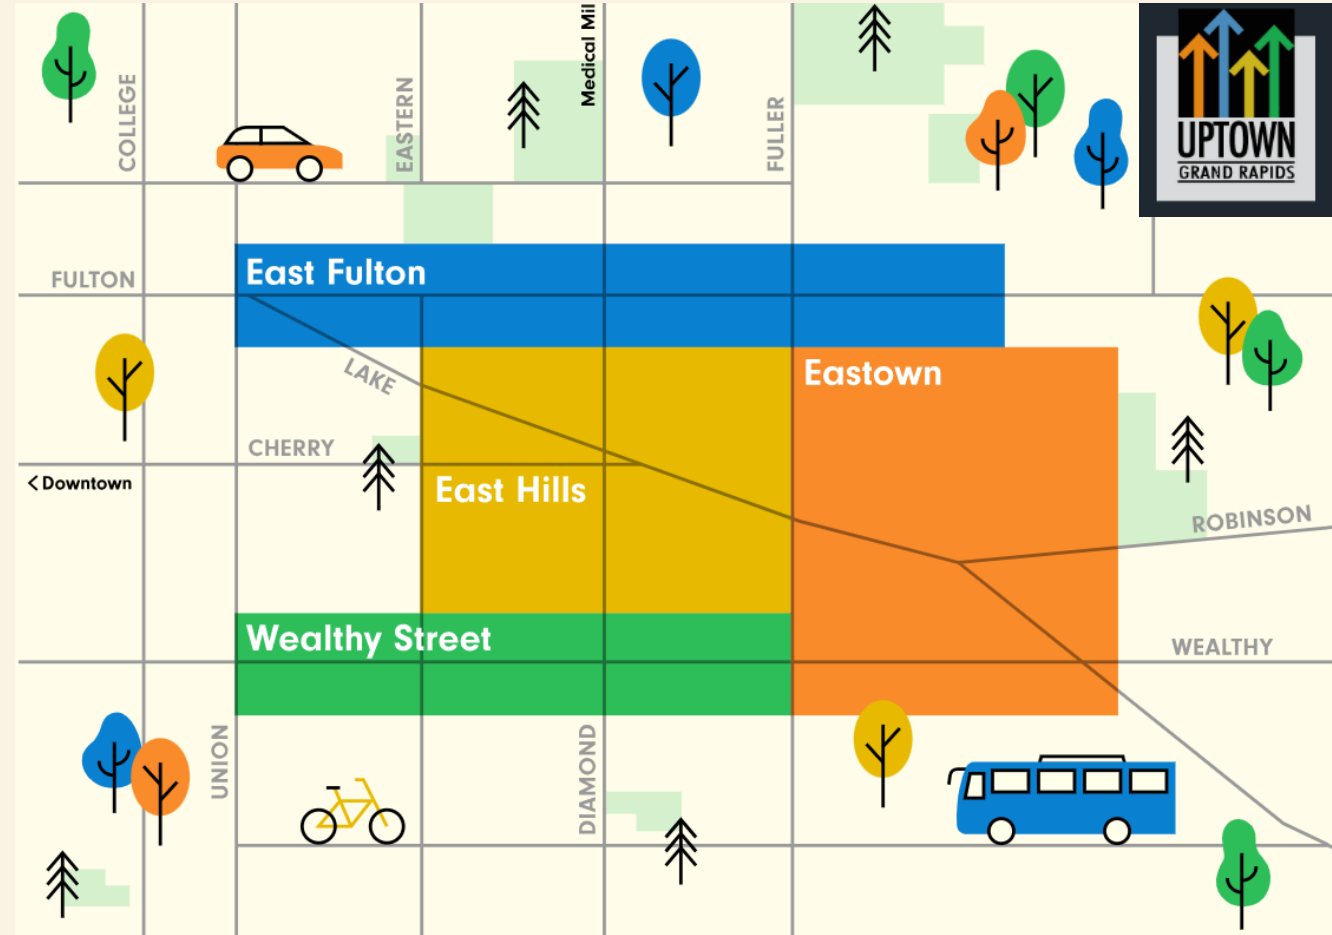 COLLEGE
EASTERN
Medical Mil
FULLER
UPTOWN
GRAND RAPIDS
FULTON
East Fulton
LAKE
Eastown
CHERRY
<Downtown
East Hills
ROBINSON
Wealthy Street
WEALTHY
UNION
DIAMOND